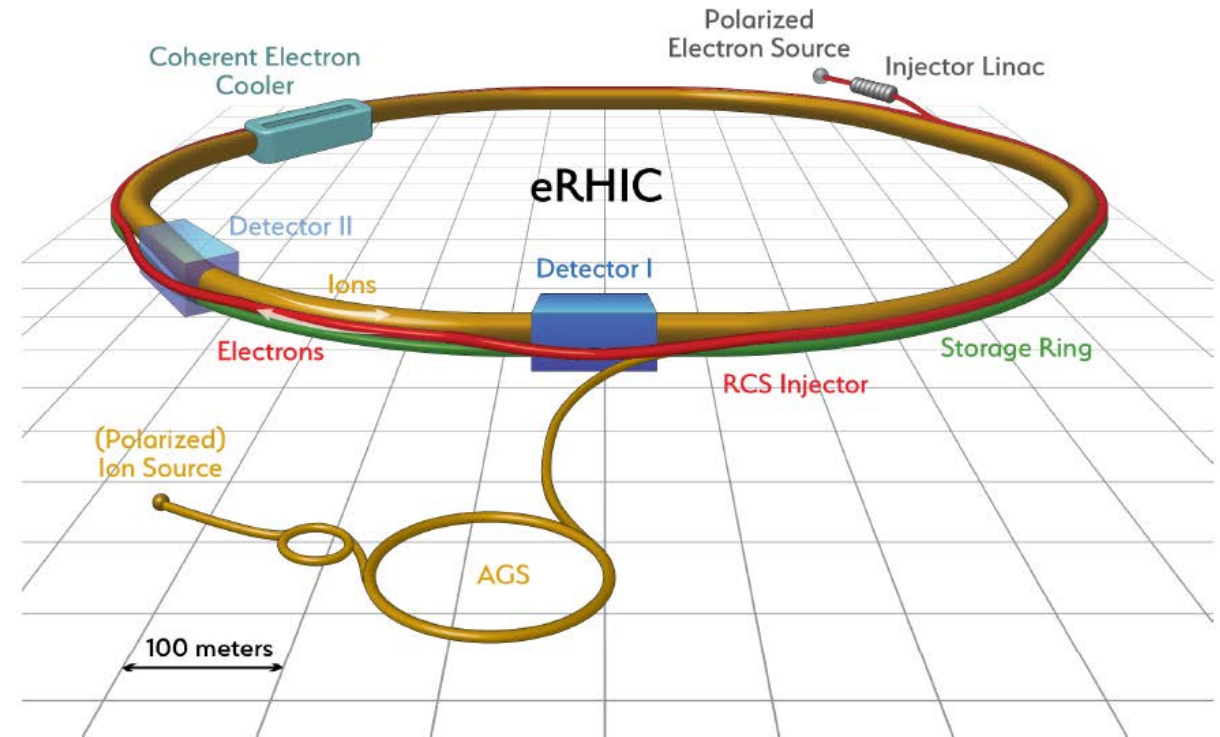 Polarized
Electron Source
Injector Linac
Coherent Electron
Cooler
eRHIC
Detector II
Detector I
Ions
Electrons
Storage Ring
RCS Injector
(Polarized)
Ion Source
AGS
100 meters